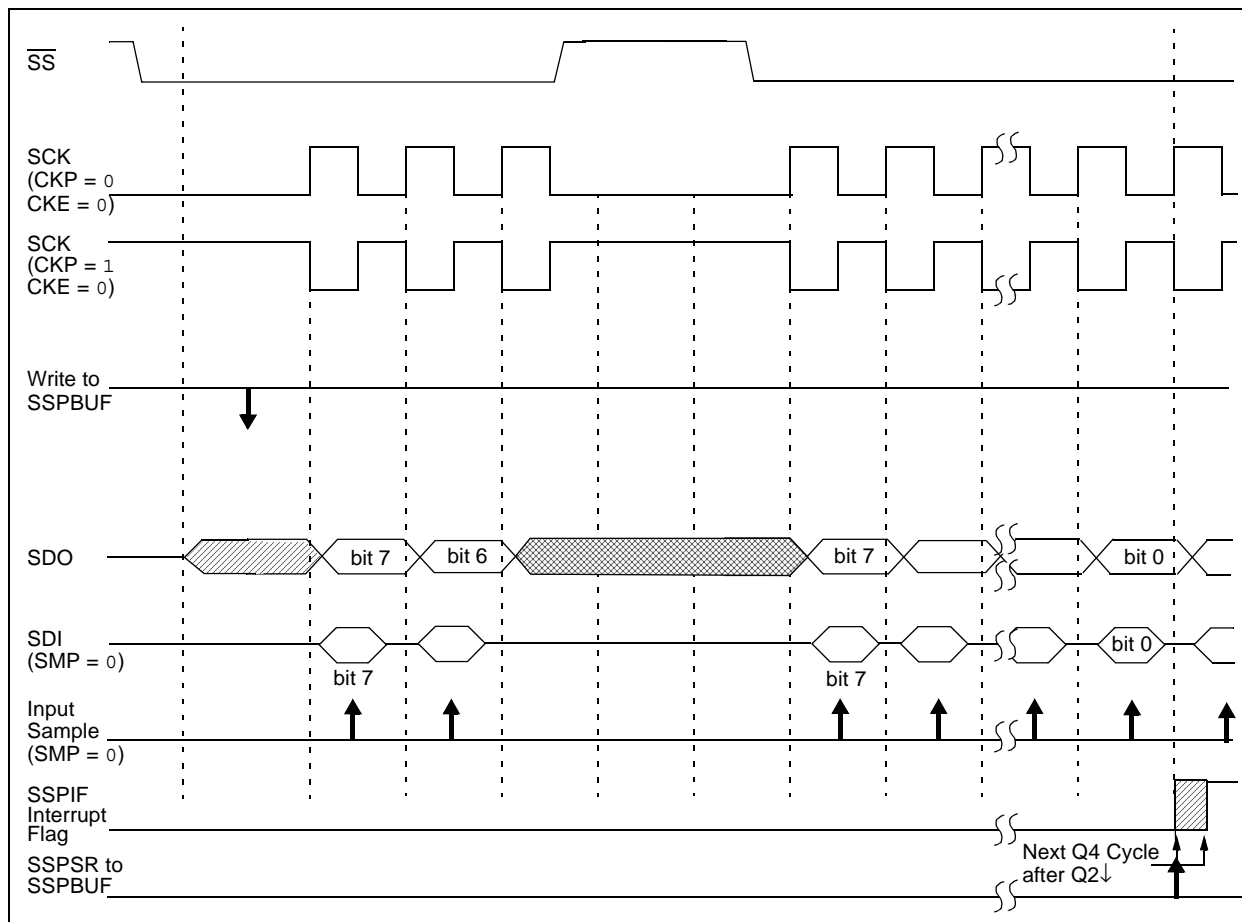 SS
SCK
(CKP = 0
CKE = 0)
SCK
(CKP = 1
CKE = 0)
Write to
SSPBUF
SDO
bit 7
bit 6
bit 7
bit 0
SDI
(SMP = 0)
bit 7
bit 7
bit 0
Input
Sample
(SMP = 0)
SSPIF
Interrupt
Flag
SSPSR to
SSPBUF
Next Q4 Cycle
after Q2↓